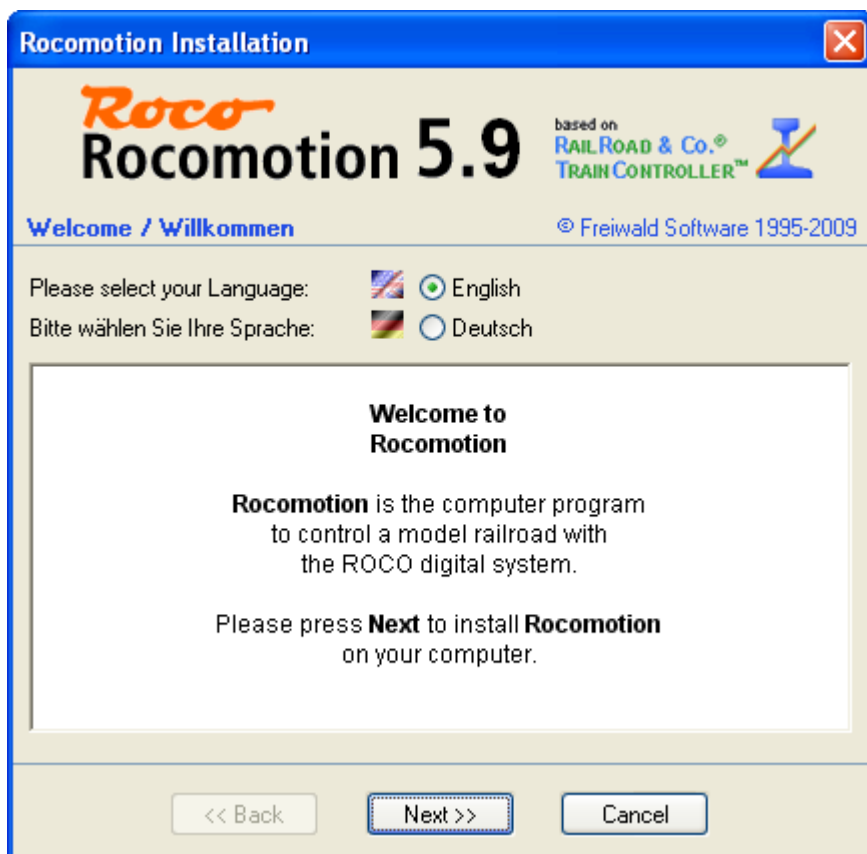 Rocomotion Installation
Roco
Rocomotion 5.9
based on
RAILROAD & CO.®
TRAINCONTROLLER™
Welcome / Willkommen
© Freiwald Software 1995-2009
Please select your Language:
English
Bitte wählen Sie Ihre Sprache:
Deutsch
Welcome to
Rocomotion
Rocomotion is the computer program
to control a model railroad with
the ROCO digital system.
Please press Next to install Rocomotion
on your computer.
<< Back
Next >>
Cancel